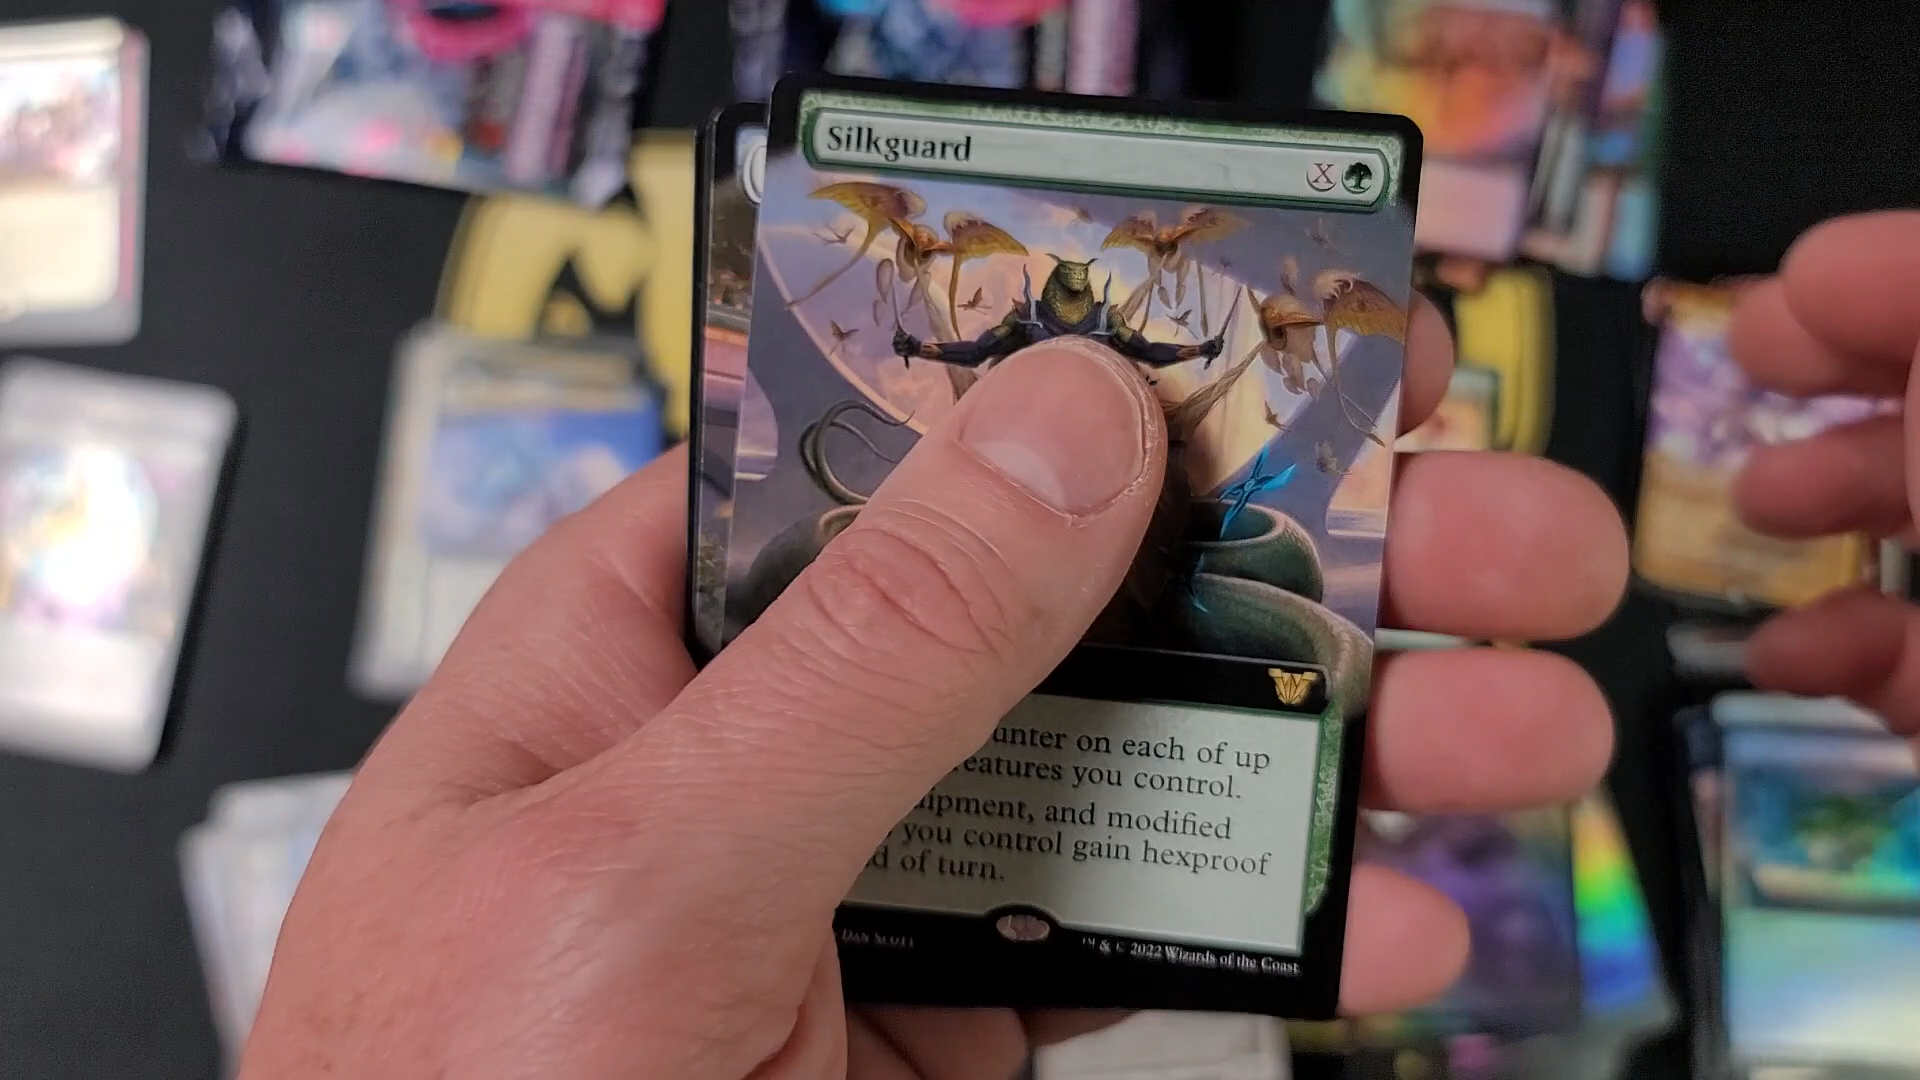 Silkguard
X
unter on each of up
reatures you control.
ipment, and modified
you control gain hexproof
d of turn.
Dan Scott
™ & © 2022 Wizards of the Coast